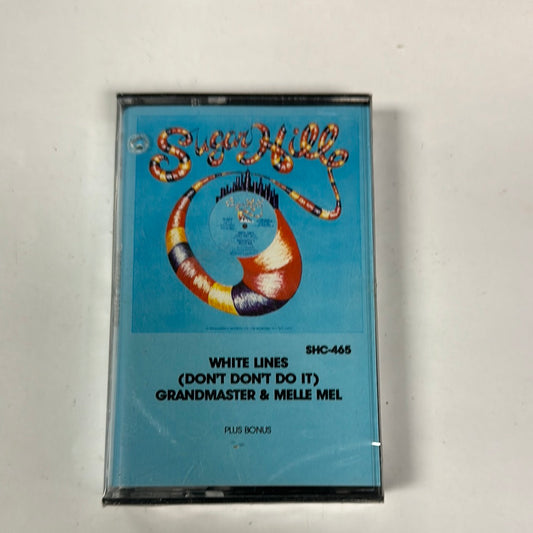 Sugar Hill
SHC-465
WHITE LINES
(DON'T DON'T DO IT)
GRANDMASTER & MELLE MEL
PLUS BONUS